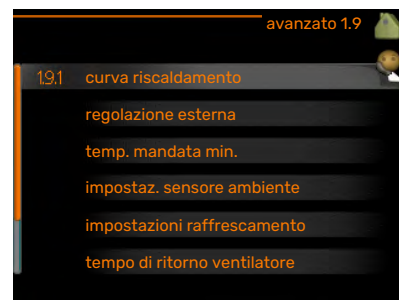 avanzato 1.9
1.9.1 curva riscaldamento
regolazione esterna
temp. mandata min.
impostaz. sensore ambiente
impostazioni raffrescamento
tempo di ritorno ventilatore